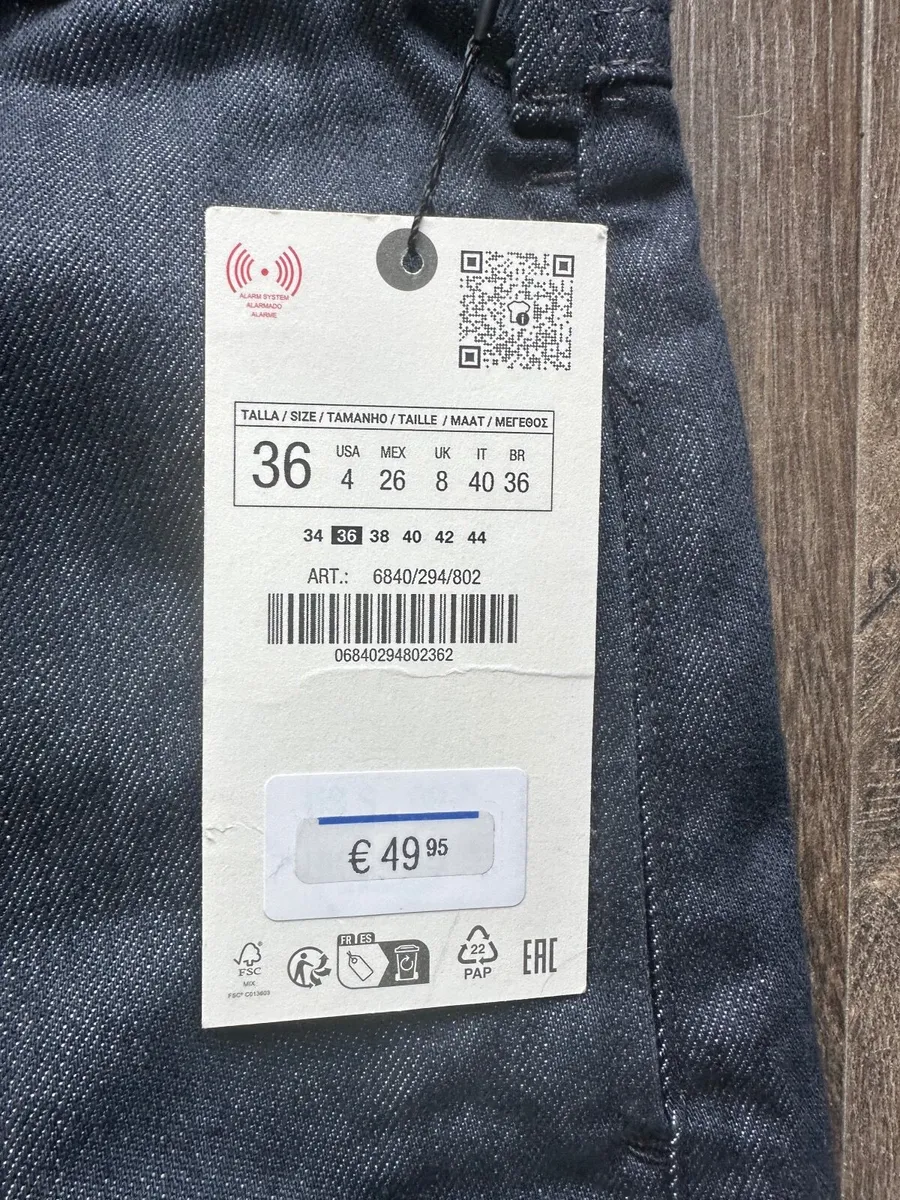 ALARM SYSTEM
ALARMADO
ALARME
TALLA / SIZE / TAMANHO / TAILLE / MAAT / ΜΕΓΕΘΟΣ
36
USA MEX UK IT BR
4 26 8 40 36
34 36 38 40 42 44
ART.: 6840/294/802
06840294802362
€ 49 95
FR ES
FSC
MIX
FSC® C013603
22
PAP
EAC